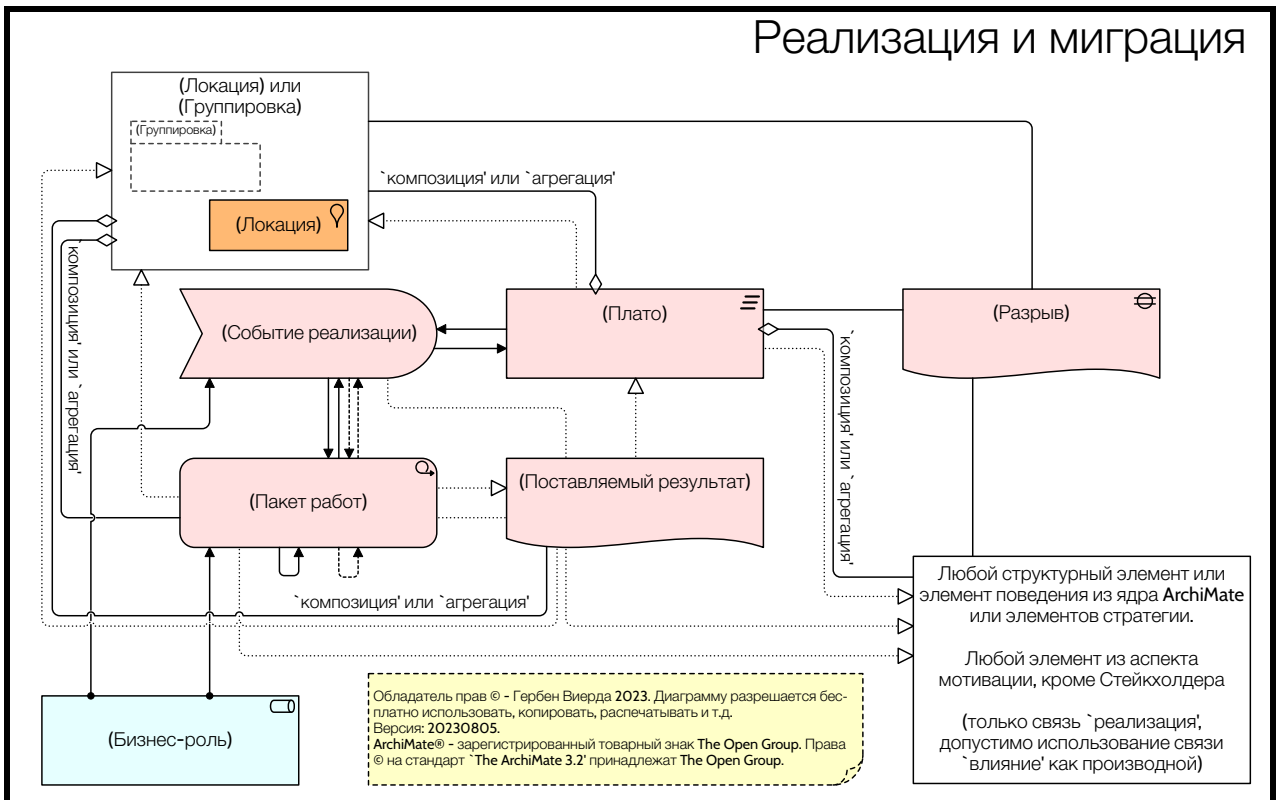 Реализация и миграция
(Локация) или
(Группировка)
(Группировка)
(Локация)
`композиция' или `агрегация'
`композиция' или `агрегация'
(Событие реализации)
(Плато)
(Разрыв)
`композиция' или `агрегация'
(Пакет работ)
(Поставляемый результат)
`композиция' или `агрегация'
Любой структурный элемент или
элемент поведения из ядра ArchiMate
или элементов стратегии.
Любой элемент из аспекта
мотивации, кроме Стейкхолдера
(только связь `реализация',
допустимо использование связи
`влияние' как производной)
(Бизнес-роль)
Обладатель прав © - Гербен Виерда 2023. Диаграмму разрешается бес-
платно использовать, копировать, распечатывать и т.д.
Версия: 20230805.
ArchiMate® - зарегистрированный товарный знак The Open Group. Права
© на стандарт `The ArchiMate 3.2' принадлежат The Open Group.